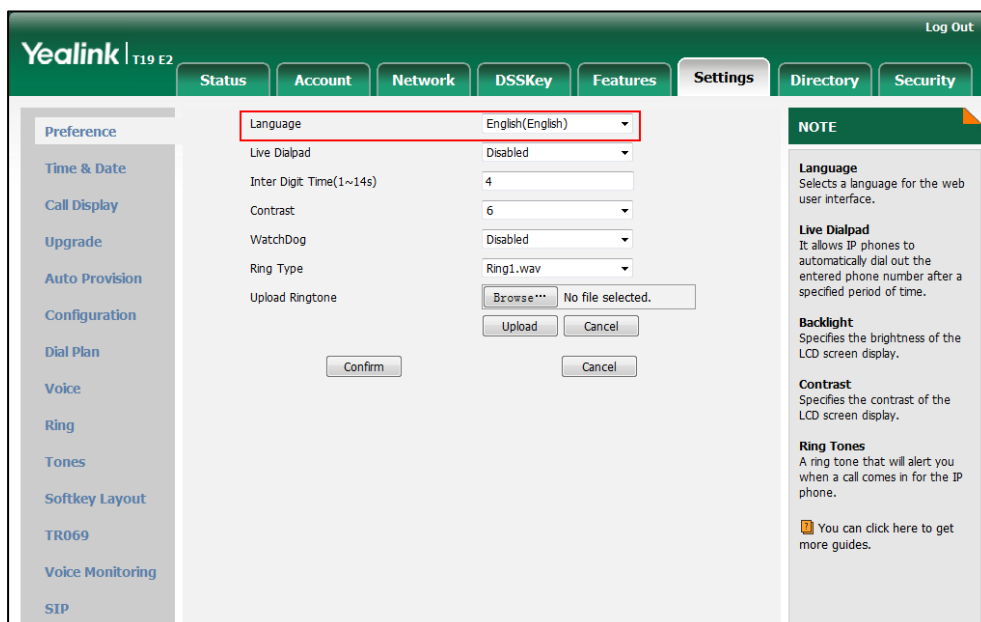 Log Out
Yealink | T19 E2
Status Account Network DSSKey Features Settings Directory Security
Preference
Time & Date
Call Display
Upgrade
Auto Provision
Configuration
Dial Plan
Voice
Ring
Tones
Softkey Layout
TR069
Voice Monitoring
SIP
Language English(English)
Live Dialpad Disabled
Inter Digit Time(1~14s) 4
Contrast 6
WatchDog Disabled
Ring Type Ring1.wav
Upload Ringtone Browse··· No file selected.
Upload Cancel
Confirm Cancel
NOTE
Language
Selects a language for the web
user interface.
Live Dialpad
It allows IP phones to
automatically dial out the
entered phone number after a
specified period of time.
Backlight
Specifies the brightness of the
LCD screen display.
Contrast
Specifies the contrast of the
LCD screen display.
Ring Tones
A ring tone that will alert you
when a call comes in for the IP
phone.
? You can click here to get
more guides.